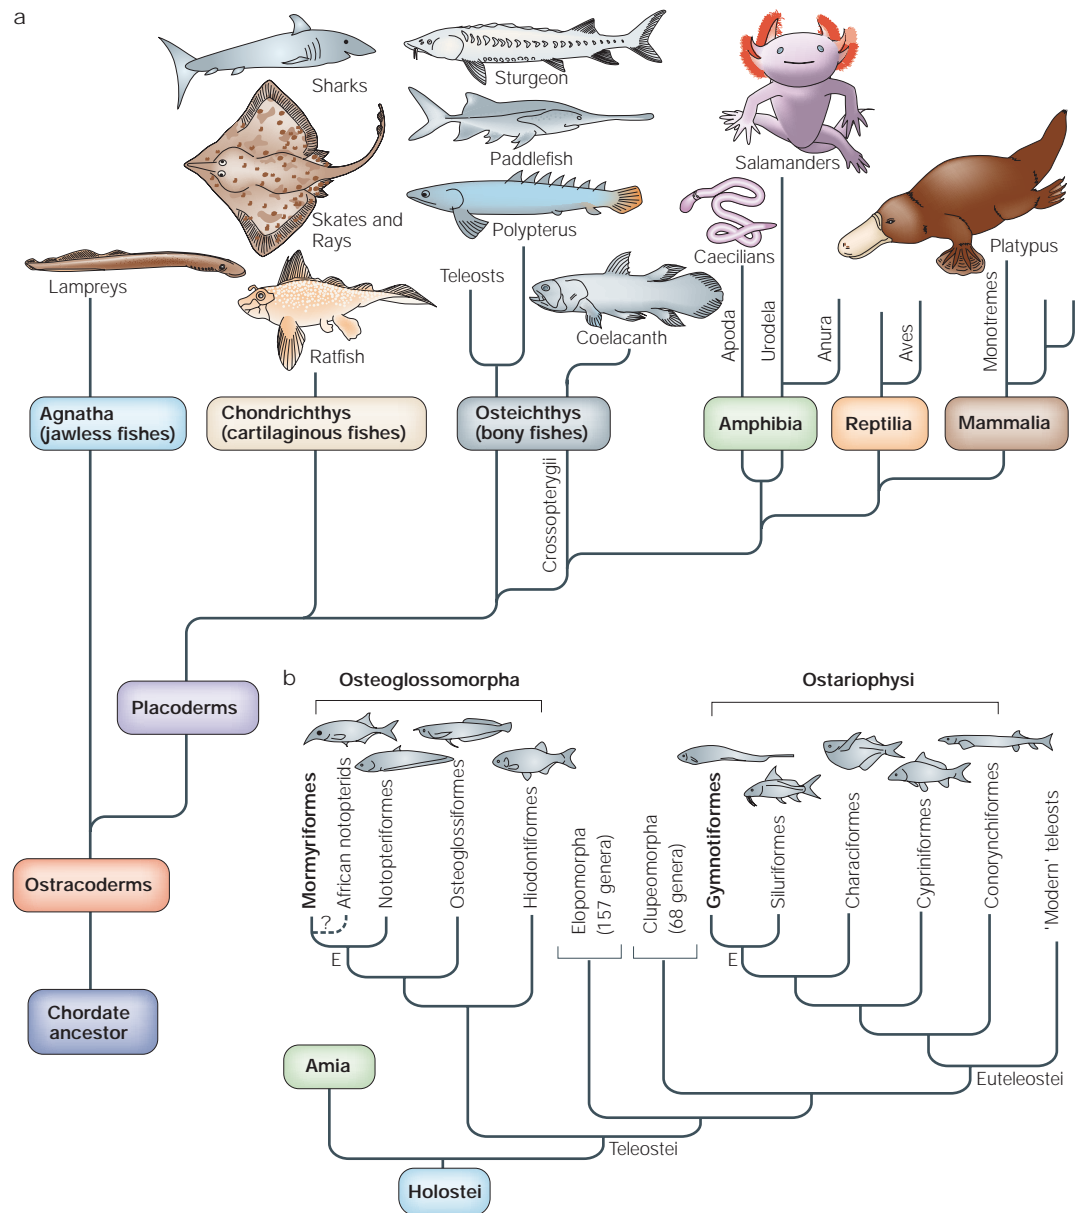 a
Sharks
Sturgeon
Paddlefish
Salamanders
Skates and
Rays
Polypterus
Platypus
Lampreys
Teleosts
Caecilians
Ratfish
Coelacanth
Apoda
Urodela
Anura
Aves
Monotremes
Agnatha
(jawless fishes)
Chondrichthys
(cartilaginous fishes)
Osteichthys
(bony fishes)
Amphibia
Reptilia
Mammalia
Crossopterygii
Placoderms
Ostracoderms
Chordate
ancestor
b
Osteoglossomorpha
Ostariophysi
Mormyriformes
African notopterids
Notopteriformes
Osteoglossiformes
Hiodontiformes
Elopomorpha
(157 genera)
Clupeomorpha
(68 genera)
Gymnotiformes
Siluriformes
Characiformes
Cypriniformes
Conorynchiformes
'Modern' teleosts
?
E
E
Amia
Euteleostei
Teleostei
Holostei